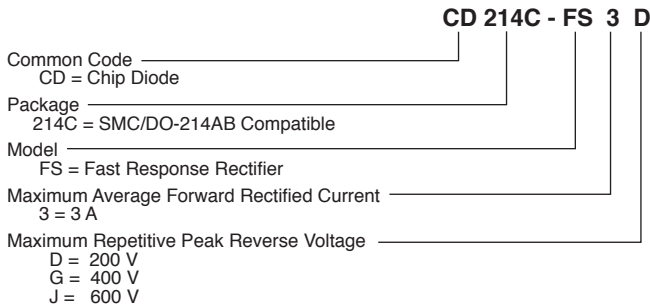 CD 214C - FS 3 D
Common Code
CD = Chip Diode
Package
214C = SMC/DO-214AB Compatible
Model
FS = Fast Response Rectifier
Maximum Average Forward Rectified Current
3 = 3 A
Maximum Repetitive Peak Reverse Voltage
D = 200 V
G = 400 V
J = 600 V